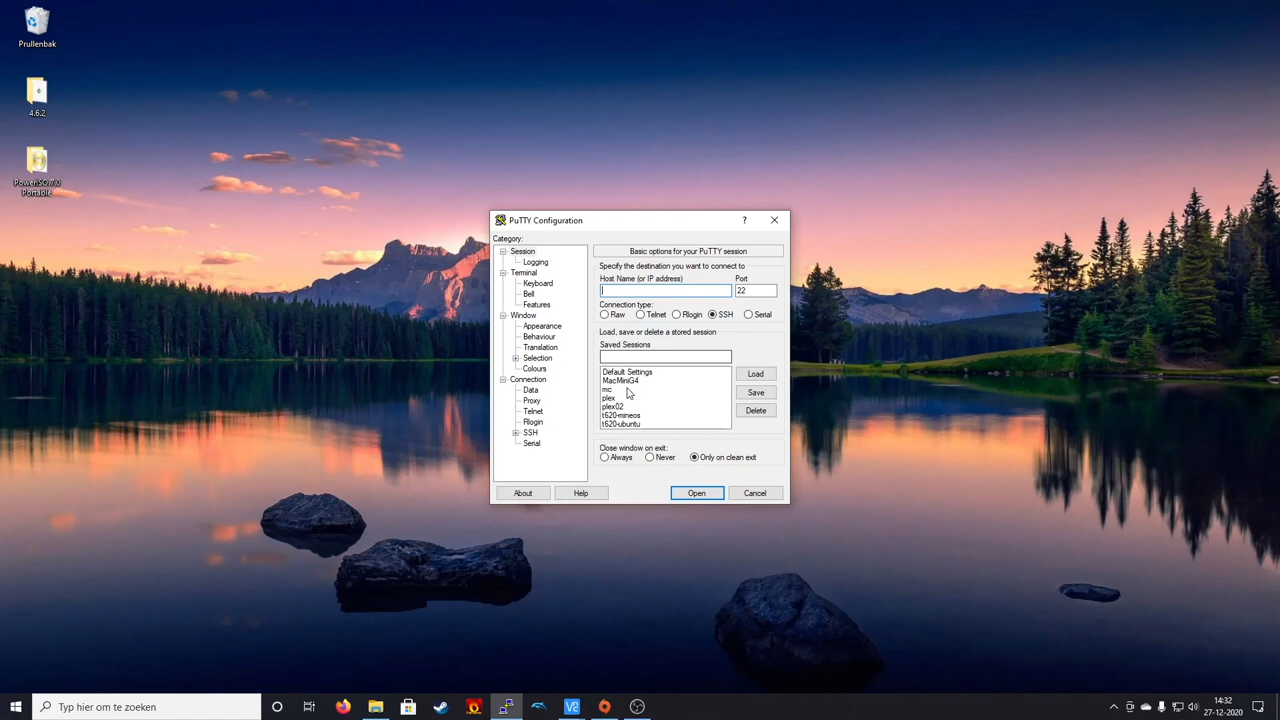 Prullenbak
4.6.2
PowerISO.7.0
Portable
PuTTY Configuration
?
Category:
Session
Logging
Terminal
Keyboard
Bell
Features
Window
Appearance
Behaviour
Translation
Selection
Colours
Connection
Data
Proxy
Telnet
Rlogin
SSH
Serial
Basic options for your PuTTY session
Specify the destination you want to connect to
Host Name (or IP address) Port
22
Connection type:
Raw Telnet Rlogin SSH Serial
Load, save or delete a stored session
Saved Sessions
Default Settings
MacMiniG4
mc
plex
plex02
t620-mineos
t620-ubuntu
Load
Save
Delete
Close window on exit:
Always Never Only on clean exit
About Help Open Cancel
Typ hier om te zoeken
14:32
27-12-2020